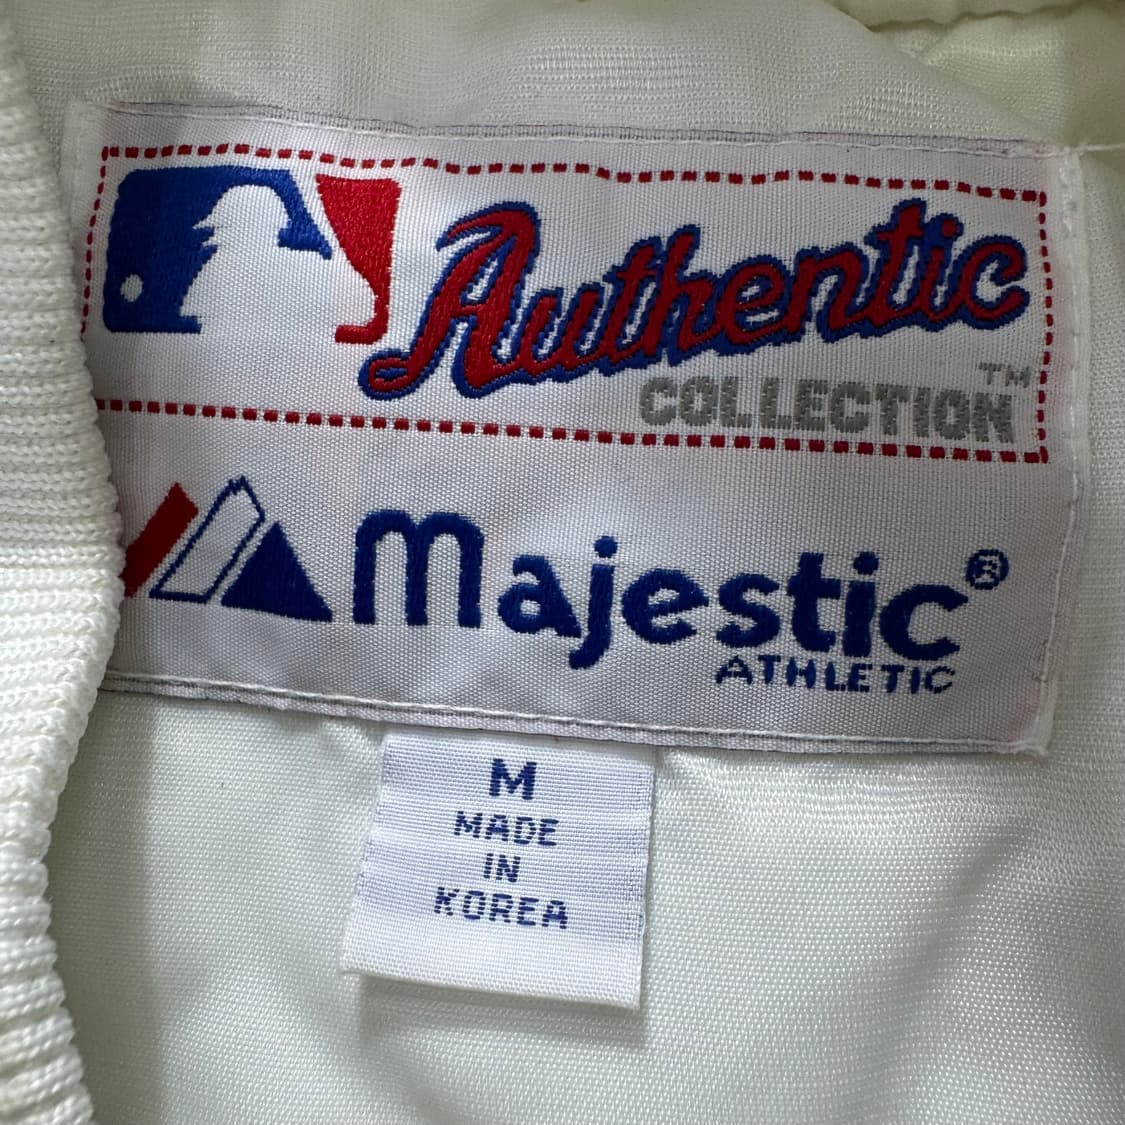 Authentic
COLLECTION™
Majestic®
ATHLETIC
M
MADE
IN
KOREA